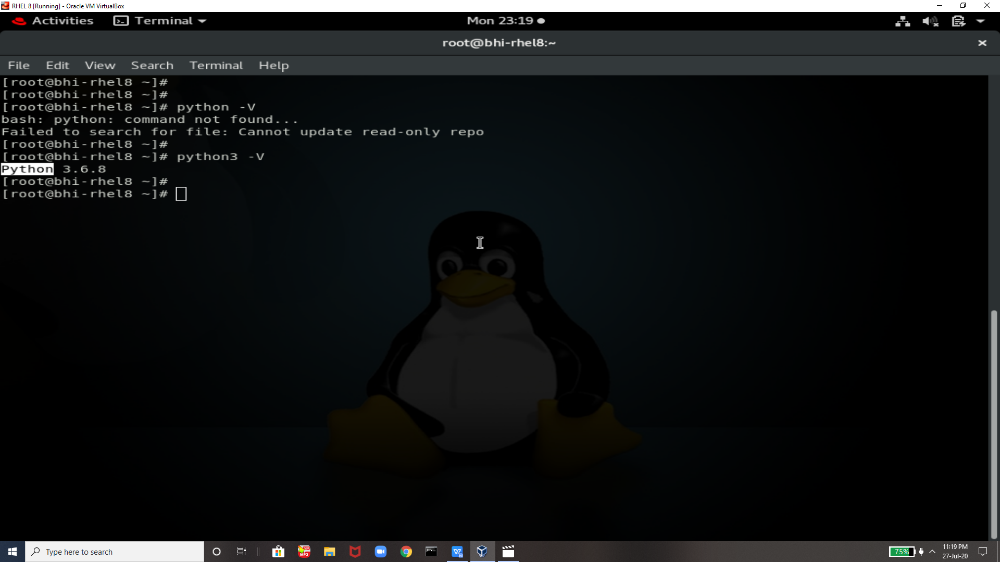 RHEL 8 [Running] - Oracle VM VirtualBox
Activities Terminal Mon 23:19
root@bhi-rhel8:~
File Edit View Search Terminal Help
[root@bhi-rhel8 ~]#
[root@bhi-rhel8 ~]#
[root@bhi-rhel8 ~]# python -V
bash: python: command not found...
Failed to search for file: Cannot update read-only repo
[root@bhi-rhel8 ~]#
[root@bhi-rhel8 ~]# python3 -V
Python 3.6.8
[root@bhi-rhel8 ~]#
[root@bhi-rhel8 ~]#
Type here to search
MP3
75%
11:19 PM
27-Jul-20